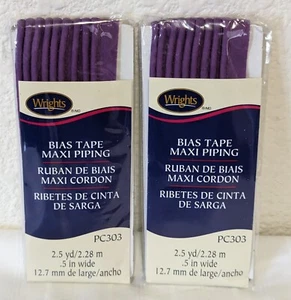 Wrights
BIAS TAPE
MAXI PIPING
RUBAN DE BIAIS
MAXI CORDON
RIBETES DE CINTA
DE SARGA
PC303
2.5 yd/2.28 m
.5 in wide
12.7 mm de large/ancho
Wrights
BIAS TAPE
MAXI PIPING
RUBAN DE BIAIS
MAXI CORDON
RIBETES DE CINTA
DE SARGA
PC303
2.5 yd/2.28 m
.5 in wide
12.7 mm de large/ancho